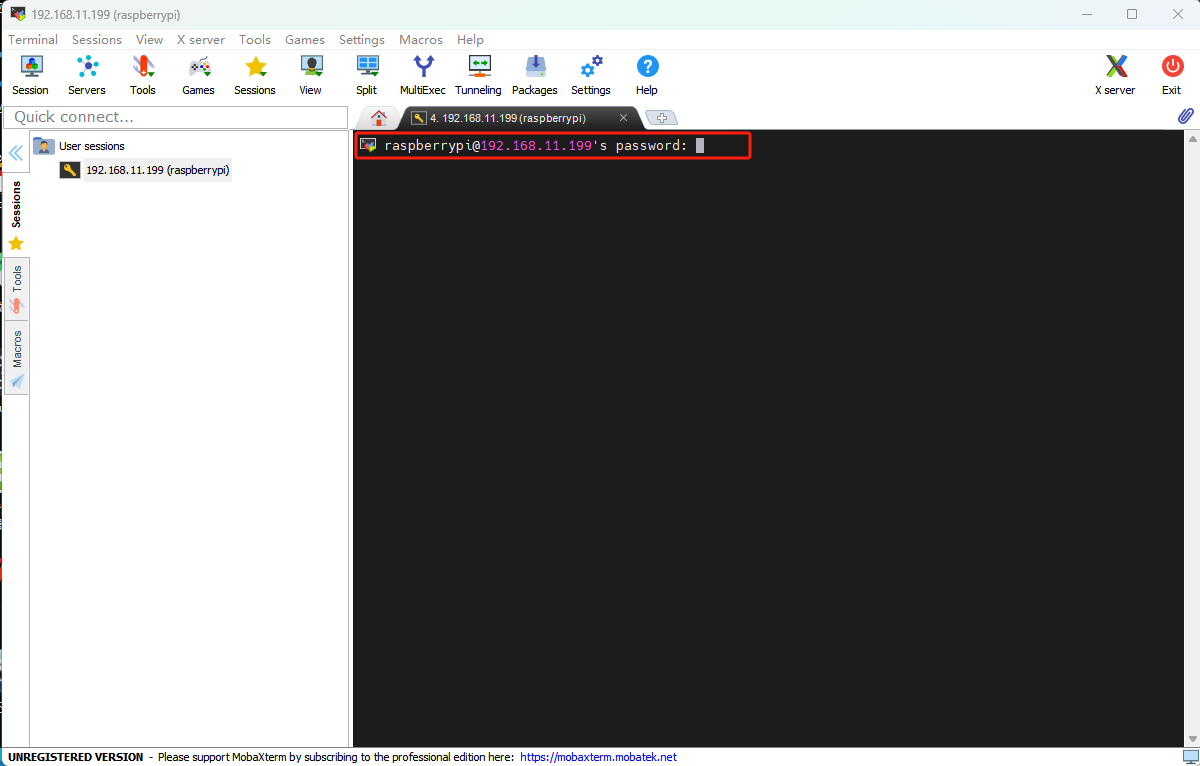 192.168.11.199 (raspberrypi)
Terminal Sessions View X server Tools Games Settings Macros Help
Session Servers Tools Games Sessions View Split MultiExec Tunneling Packages Settings Help X server Exit
Quick connect...
4. 192.168.11.199 (raspberrypi)
User sessions
192.168.11.199 (raspberrypi)
Sessions
Tools
Macros
raspberrypi@192.168.11.199's password:
UNREGISTERED VERSION - Please support MobaXterm by subscribing to the professional edition here: https://mobaxterm.mobatek.net